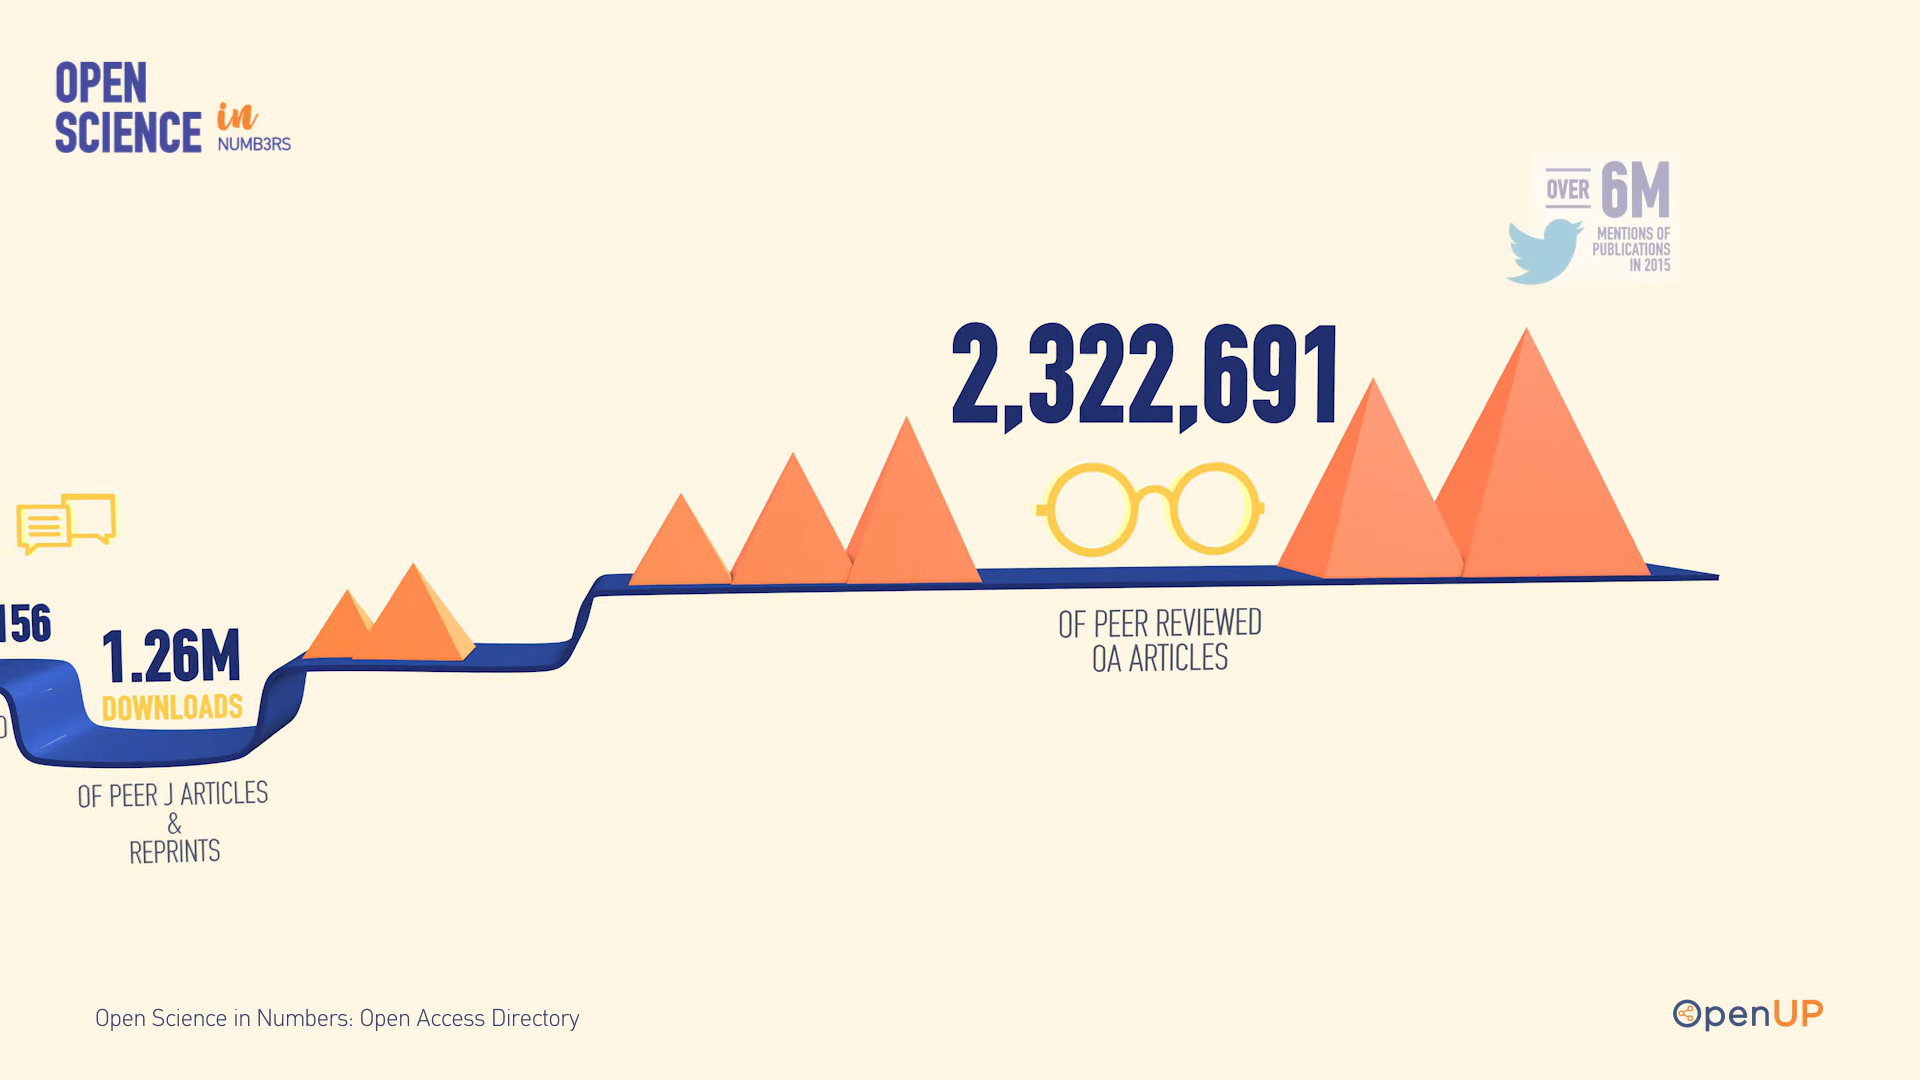 OPEN
SCIENCE in
NUMB3RS
OVER 6M
MENTIONS OF
PUBLICATIONS
IN 2015
2,322,691
OF PEER REVIEWED
OA ARTICLES
156
1.26M
DOWNLOADS
OF PEER J ARTICLES
&
REPRINTS
Open Science in Numbers: Open Access Directory
OpenUP